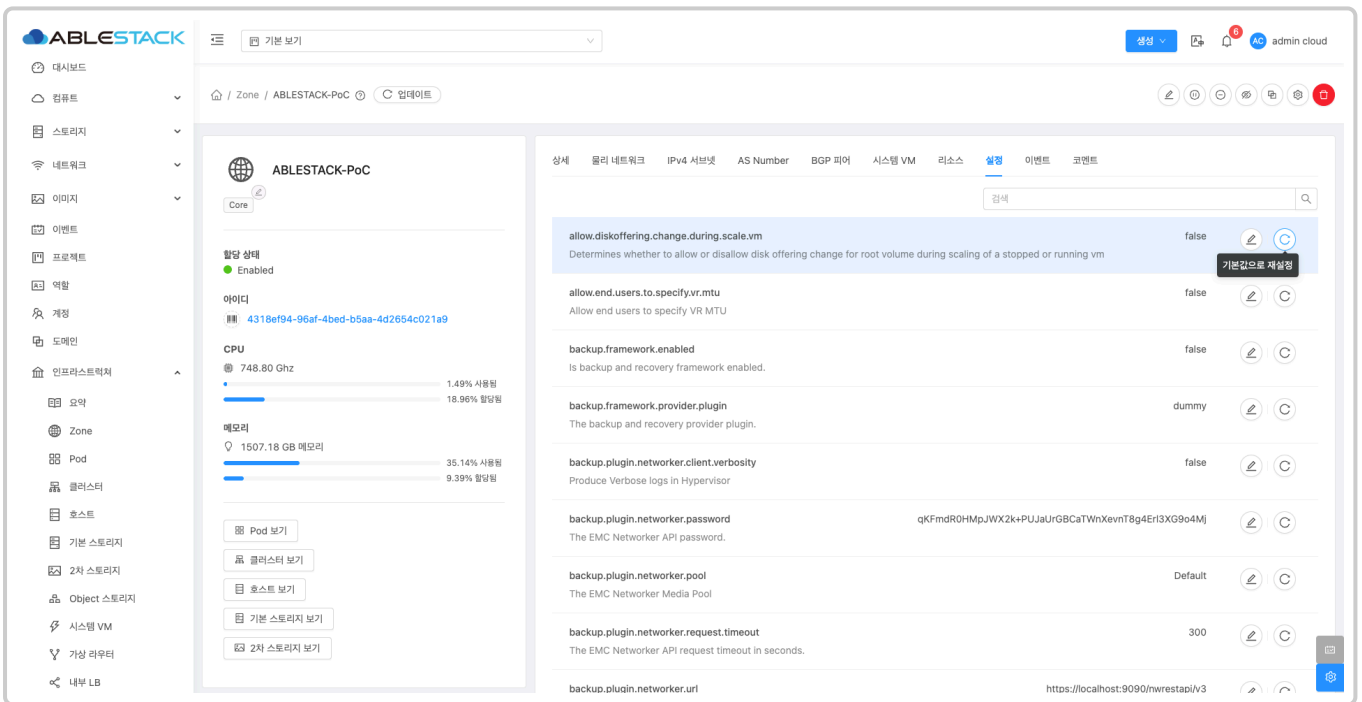 ABLESTACK
기본 보기
생성
6
AC
admin cloud
대시보드
컴퓨트
스토리지
네트워크
이미지
이벤트
프로젝트
역할
계정
도메인
인프라스트럭쳐
요약
Zone
Pod
클러스터
호스트
기본 스토리지
2차 스토리지
Object 스토리지
시스템 VM
가상 라우터
내부 LB
/ Zone / ABLESTACK-PoC
업데이트
ABLESTACK-PoC
Core
할당 상태
Enabled
아이디
4318ef94-96af-4bed-b5aa-4d2654c021a9
CPU
748.80 Ghz
1.49% 사용됨
18.96% 할당됨
메모리
1507.18 GB 메모리
35.14% 사용됨
9.39% 할당됨
Pod 보기
클러스터 보기
호스트 보기
기본 스토리지 보기
2차 스토리지 보기
상세 물리 네트워크 IPv4 서브넷 AS Number BGP 피어 시스템 VM 리소스 설정 이벤트 코멘트
검색
allow.diskoffering.change.during.scale.vm false
Determines whether to allow or disallow disk offering change for root volume during scaling of a stopped or running vm
기본값으로 재설정
allow.end.users.to.specify.vr.mtu false
Allow end users to specify VR MTU
backup.framework.enabled false
Is backup and recovery framework enabled.
backup.framework.provider.plugin dummy
The backup and recovery provider plugin.
backup.plugin.networker.client.verbosity false
Produce Verbose logs in Hypervisor
backup.plugin.networker.password qKFmdR0HMpJWX2k+PUJaUrGBCaTWnXevnT8g4ErI3XG9o4Mj
The EMC Networker API password.
backup.plugin.networker.pool Default
The EMC Networker Media Pool
backup.plugin.networker.request.timeout 300
The EMC Networker API request timeout in seconds.
backup.plugin.networker.url https://localhost:9090/nwrestapi/v3